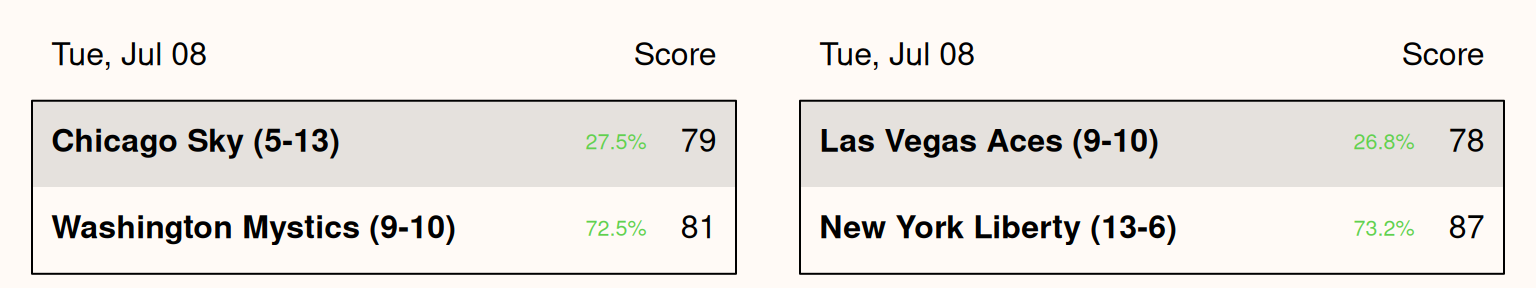 Tue, Jul 08 Score
Chicago Sky (5-13) 27.5% 79
Washington Mystics (9-10) 72.5% 81
Tue, Jul 08 Score
Las Vegas Aces (9-10) 26.8% 78
New York Liberty (13-6) 73.2% 87